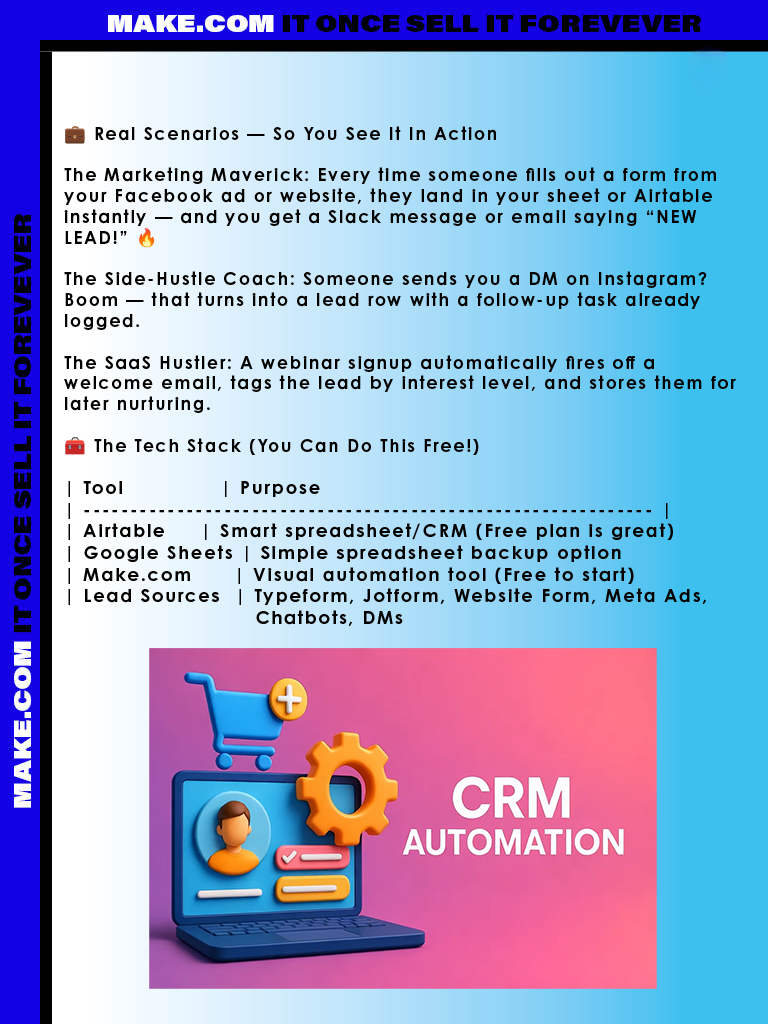 MAKE.COM IT ONCE SELL IT FOREVEVER
MAKE.COM IT ONCE SELL IT FOREVEVER
💼 Real Scenarios — So You See It In Action
The Marketing Maverick: Every time someone fills out a form from
your Facebook ad or website, they land in your sheet or Airtable
instantly — and you get a Slack message or email saying “NEW
LEAD!” 🔥
The Side-Hustle Coach: Someone sends you a DM on Instagram?
Boom — that turns into a lead row with a follow-up task already
logged.
The SaaS Hustler: A webinar signup automatically fires off a
welcome email, tags the lead by interest level, and stores them for
later nurturing.
🧰 The Tech Stack (You Can Do This Free!)
| Tool | Purpose
| ------------------------------------------------------------- |
| Airtable | Smart spreadsheet/CRM (Free plan is great)
| Google Sheets | Simple spreadsheet backup option
| Make.com | Visual automation tool (Free to start)
| Lead Sources | Typeform, Jotform, Website Form, Meta Ads,
Chatbots, DMs
CRM
AUTOMATION